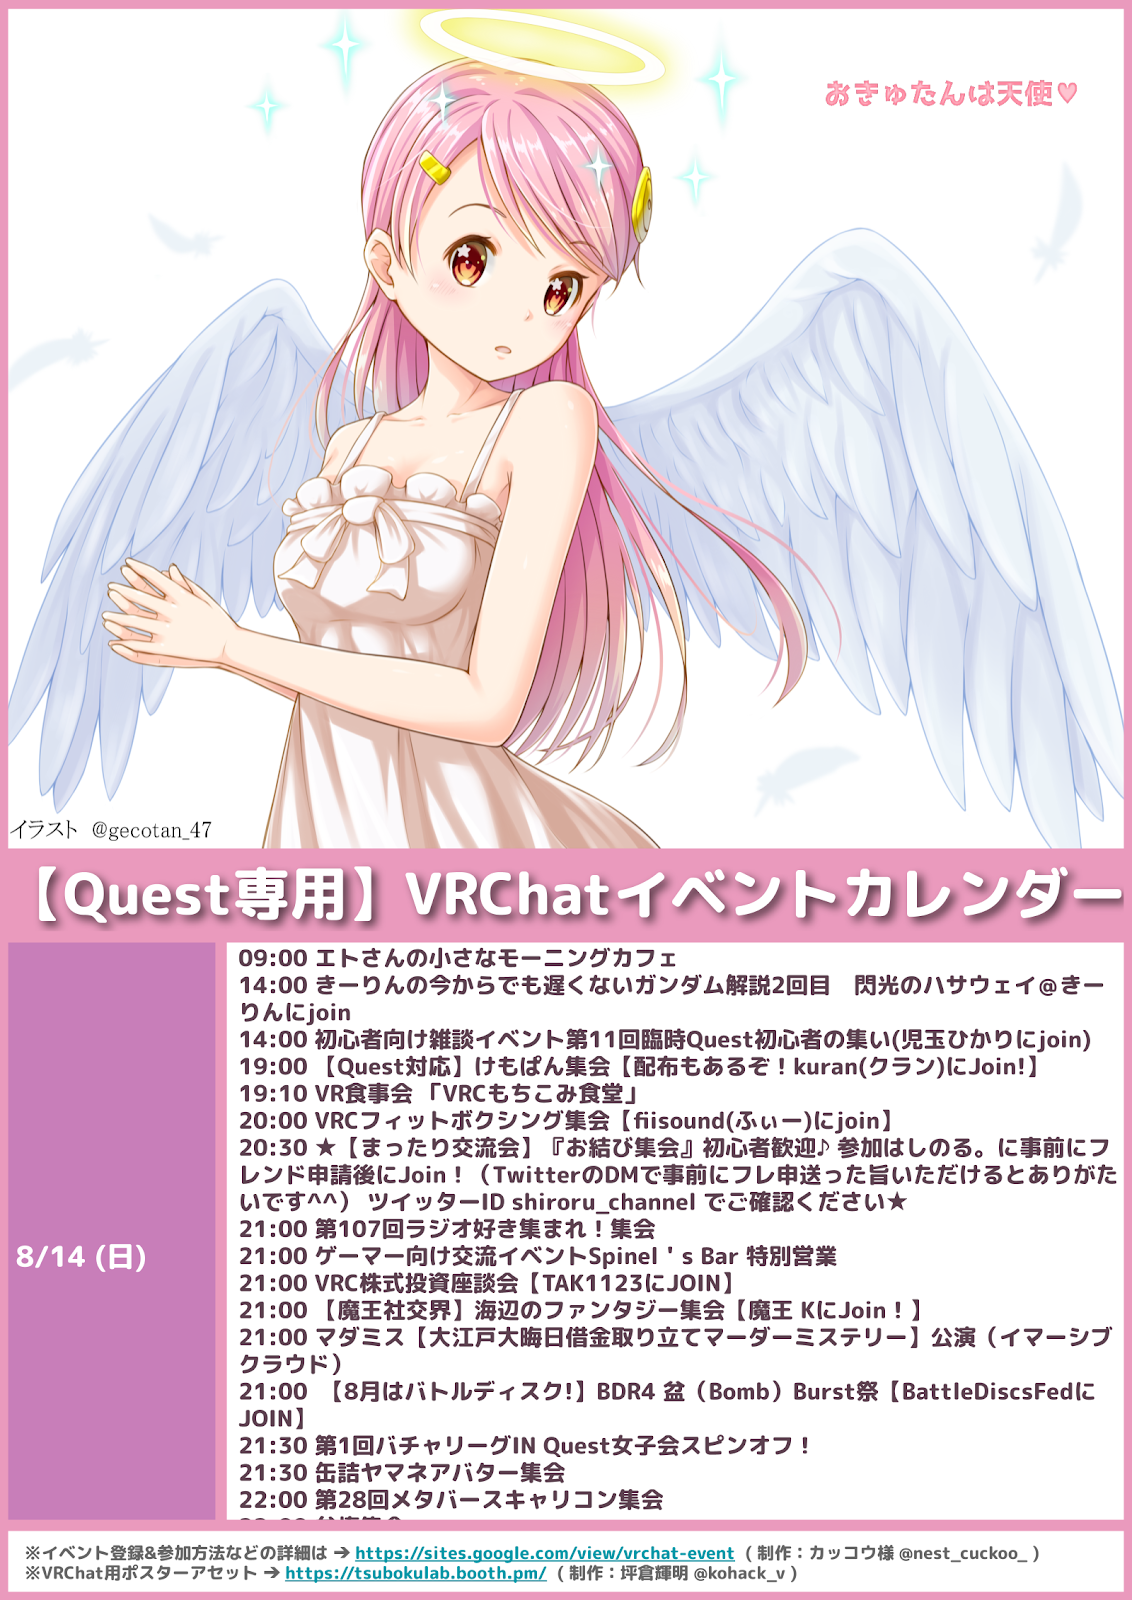 おきゅたんは天使♥
イラスト @gecotan_47
【Quest専用】VRChatイベントカレンダー
8/14 (日)
09:00 エトさんの小さなモーニングカフェ
14:00 きーりんの今からでも遅くないガンダム解説2回目　閃光のハサウェイ@きー
りんにjoin
14:00 初心者向け雑談イベント第11回臨時Quest初心者の集い(児玉ひかりにjoin)
19:00 【Quest対応】けもぱん集会【配布もあるぞ！kuran(クラン)にJoin!】
19:10 VR食事会 「VRCもちこみ食堂」
20:00 VRCフィットボクシング集会【fiisound(ふぃー)にjoin】
20:30 ★【まったり交流会】『お結び集会』初心者歓迎♪ 参加はしのる。に事前にフ
レンド申請後にJoin！（TwitterのDMで事前にフレ申送った旨いただけるとありがた
いです^^） ツイッターID shiroru_channel でご確認ください★
21:00 第107回ラジオ好き集まれ！集会
21:00 ゲーマー向け交流イベントSpinel ' s Bar 特別営業
21:00 VRC株式投資座談会【TAK1123にJOIN】
21:00 【魔王社交界】海辺のファンタジー集会【魔王 KにJoin！】
21:00 マダミス【大江戸大晦日借金取り立てマーダーミステリー】公演（イマーシブ
クラウド）
21:00 【8月はバトルディスク!】BDR4 盆（Bomb）Burst祭【BattleDiscsFedに
JOIN】
21:30 第1回バチャリーグIN Quest女子会スピンオフ！
21:30 缶詰ヤマネアバター集会
22:00 第28回メタバースキャリコン集会
※イベント登録&参加方法などの詳細は ➔ https://sites.google.com/view/vrchat-event （ 制作：カッコウ様 @nest_cuckoo_ ）
※VRChat用ポスターアセット ➔ https://tsubokulab.booth.pm/ （ 制作：坪倉輝明 @kohack_v ）